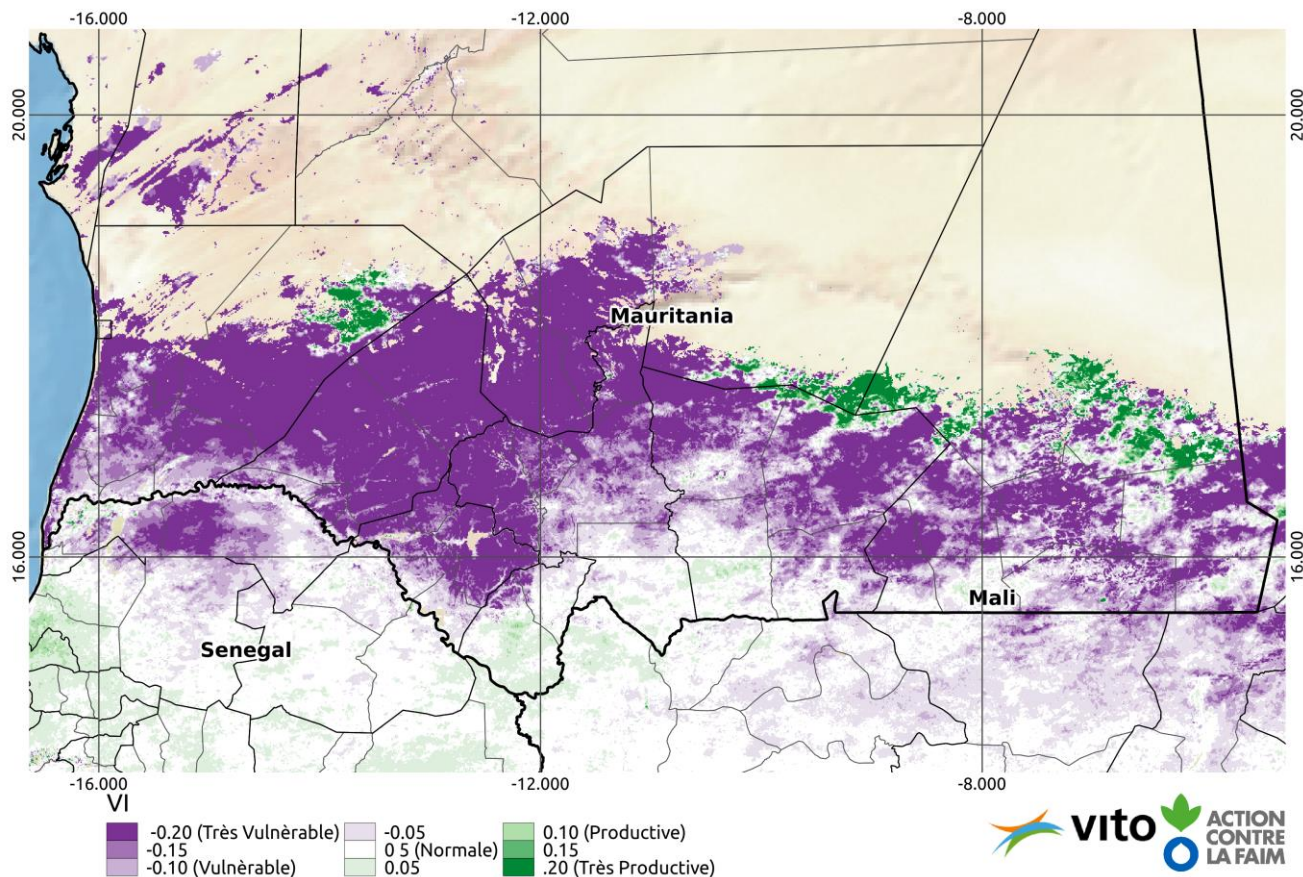 -16.000 -12.000 -8.000
20.000 20.000
Mauritania
16.000 16.000
Mali
Senegal
-16.000 -12.000 -8.000
VI
-0.20 (Très Vulnèrable) -0.05 0.10 (Productive)
-0.15 0 5 (Normale) 0.15
-0.10 (Vulnèrable) 0.05 .20 (Très Productive)
vito
ACTION
CONTRE
LA FAIM